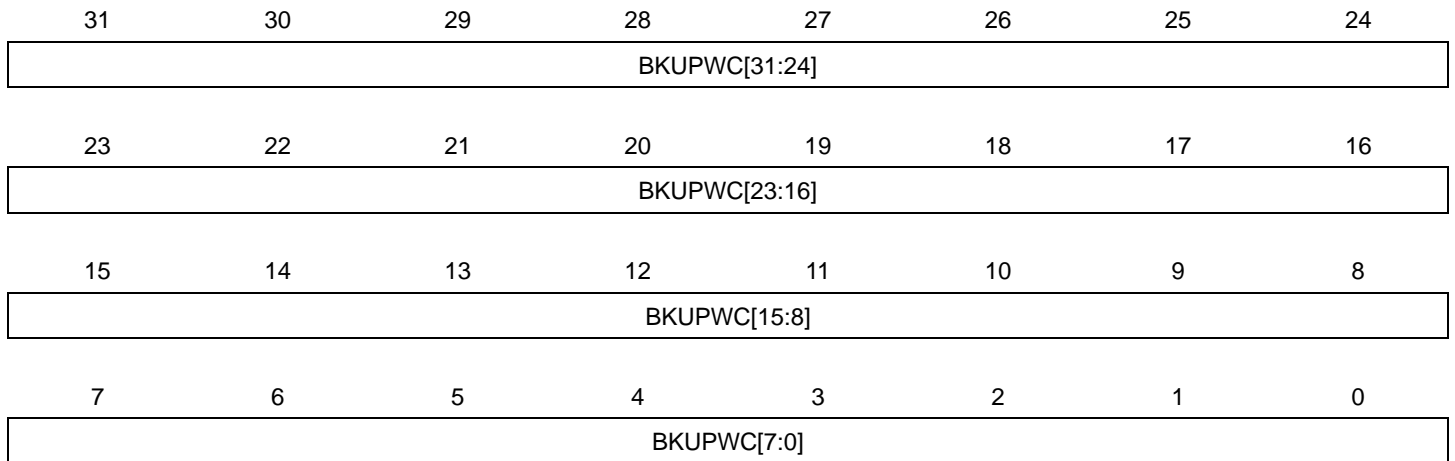 31 30 29 28 27 26 25 24
BKUPWC[31:24]
23 22 21 20 19 18 17 16
BKUPWC[23:16]
15 14 13 12 11 10 9 8
BKUPWC[15:8]
7 6 5 4 3 2 1 0
BKUPWC[7:0]